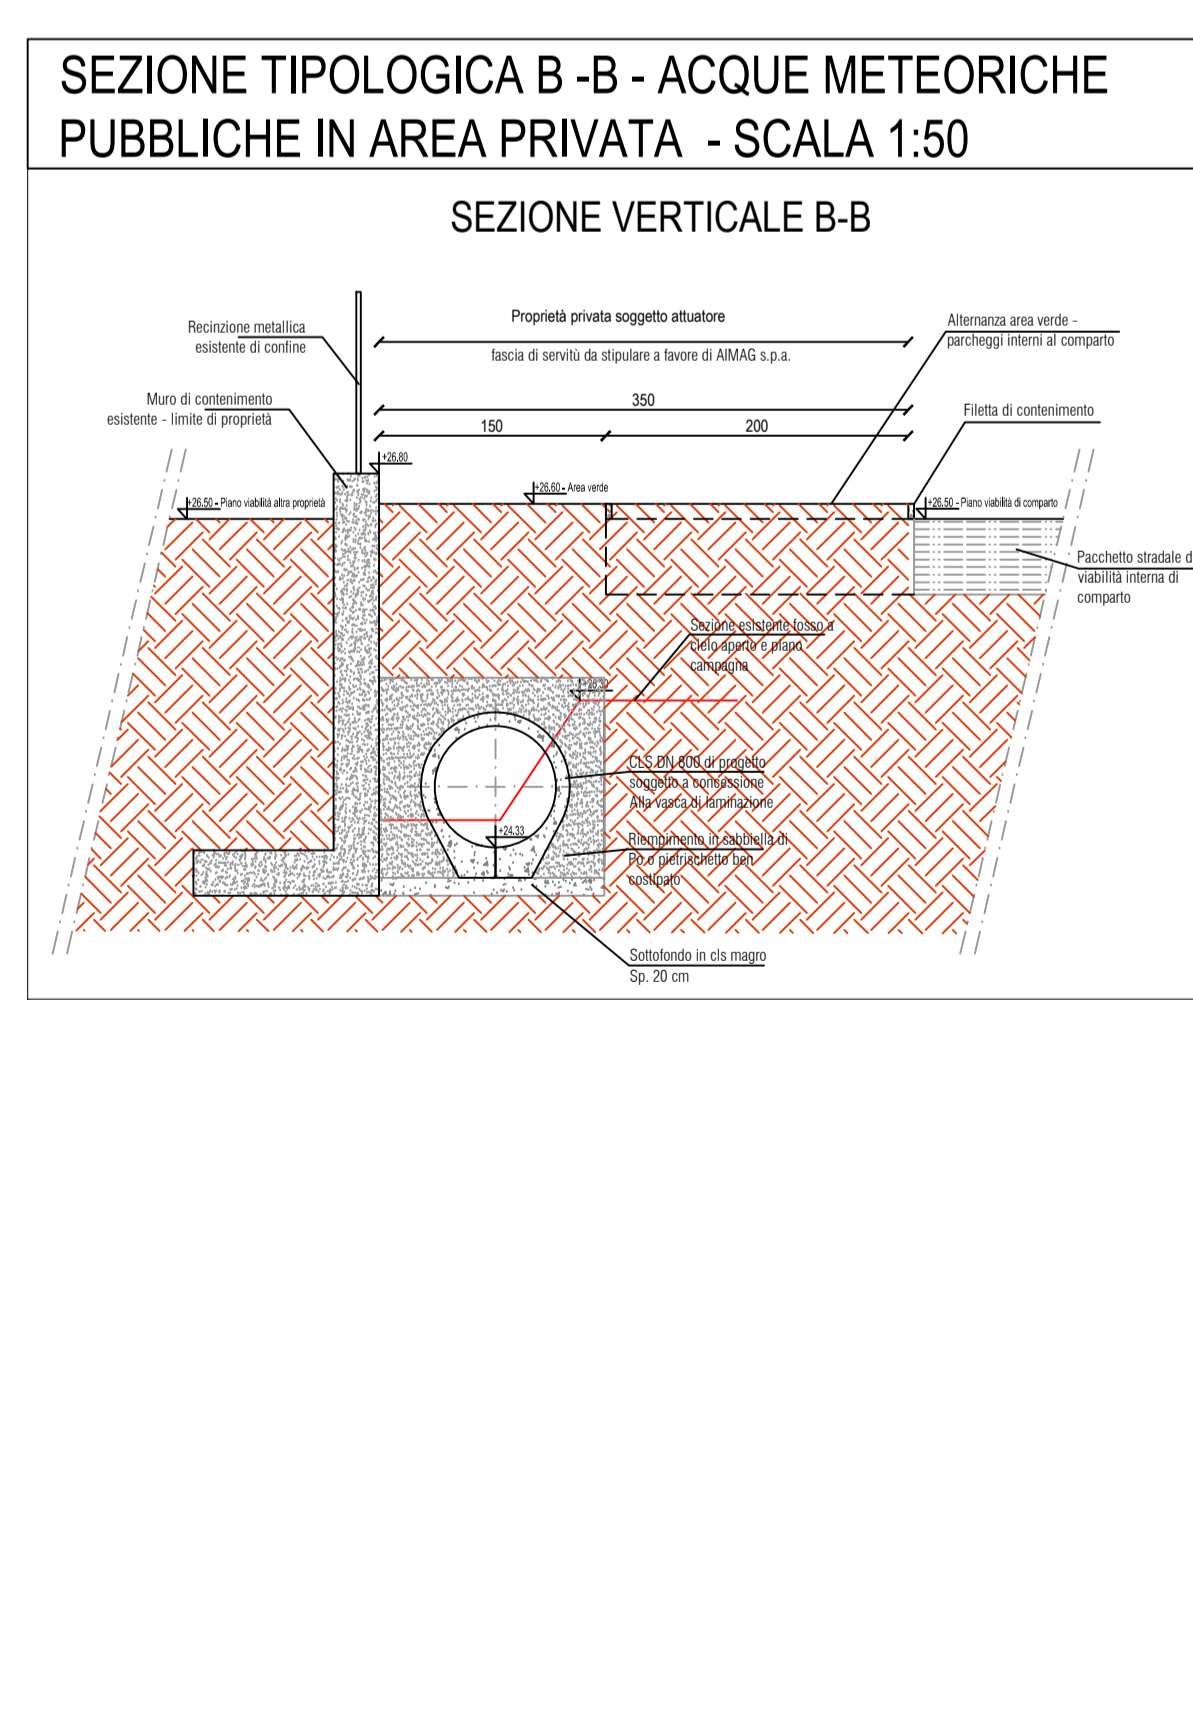 SEZIONE TIPOLOGICA B -B - ACQUE METEORICHE
PUBBLICHE IN AREA PRIVATA - SCALA 1:50
SEZIONE VERTICALE B-B
Recinzione metallica
esistente di confine
Proprietà privata soggetto attuatore
fascia di servitù da stipulare a favore di AIMAG s.p.a.
Alternanza area verde -
parcheggi interni al comparto
Muro di contenimento
esistente - limite di proprietà
350
150
200
Filetta di contenimento
+26.80
+26.60 - Area verde
+26.50 - Piano viabilità altra proprietà
+26.50 - Piano viabilità di comparto
Pacchetto stradale d
viabilità interna di
comparto
Sezione esistente fosso a
cielo aperto e piano
campagna
CLS DN 800 di progetto
soggetto a concessione
Alla vasca di laminazione
+24.33
Riempimento in sabbiella di
Po o pietrischetto ben
costipato
Sottofondo in cls magro
Sp. 20 cm